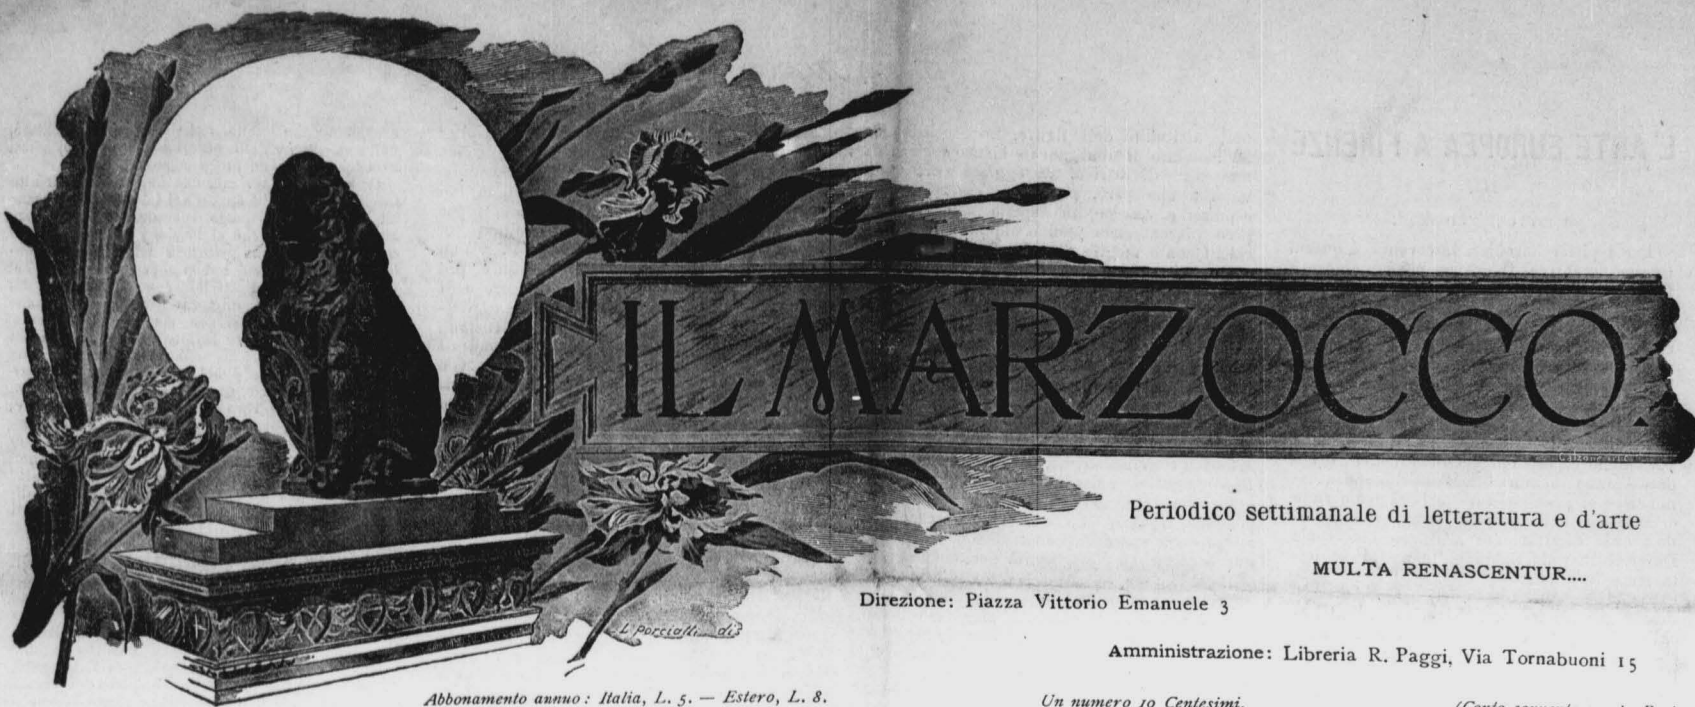 IL MARZOCCO.
Periodico settimanale di letteratura e d'arte
MULTA RENASCENTUR....
Direzione: Piazza Vittorio Emanuele 3
Amministrazione: Libreria R. Paggi, Via Tornabuoni 15
Abbonamento annuo: Italia, L. 5. — Estero, L. 8.
Un numero 10 Centesimi.
L'ARTE EUROPEA A FIRENZE